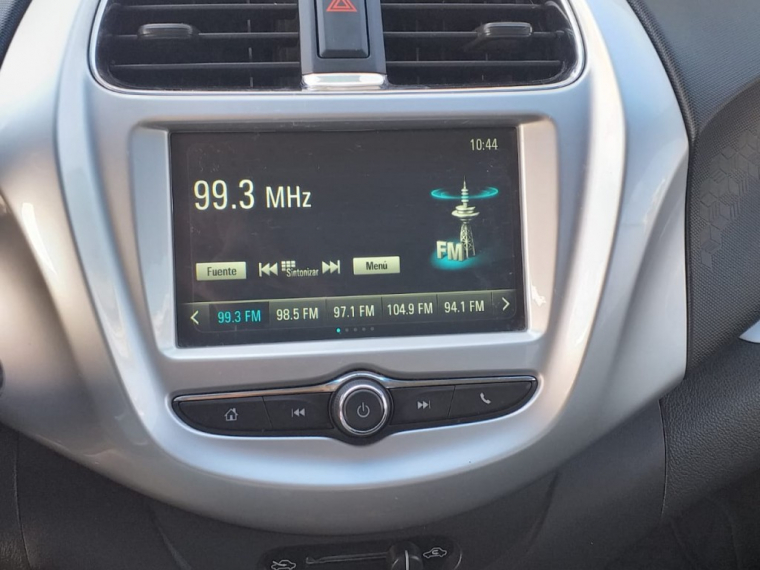 10:44
99.3 MHz
FM
Fuente Sintonizar Menú
99.3 FM 98.5 FM 97.1 FM 104.9 FM 94.1 FM